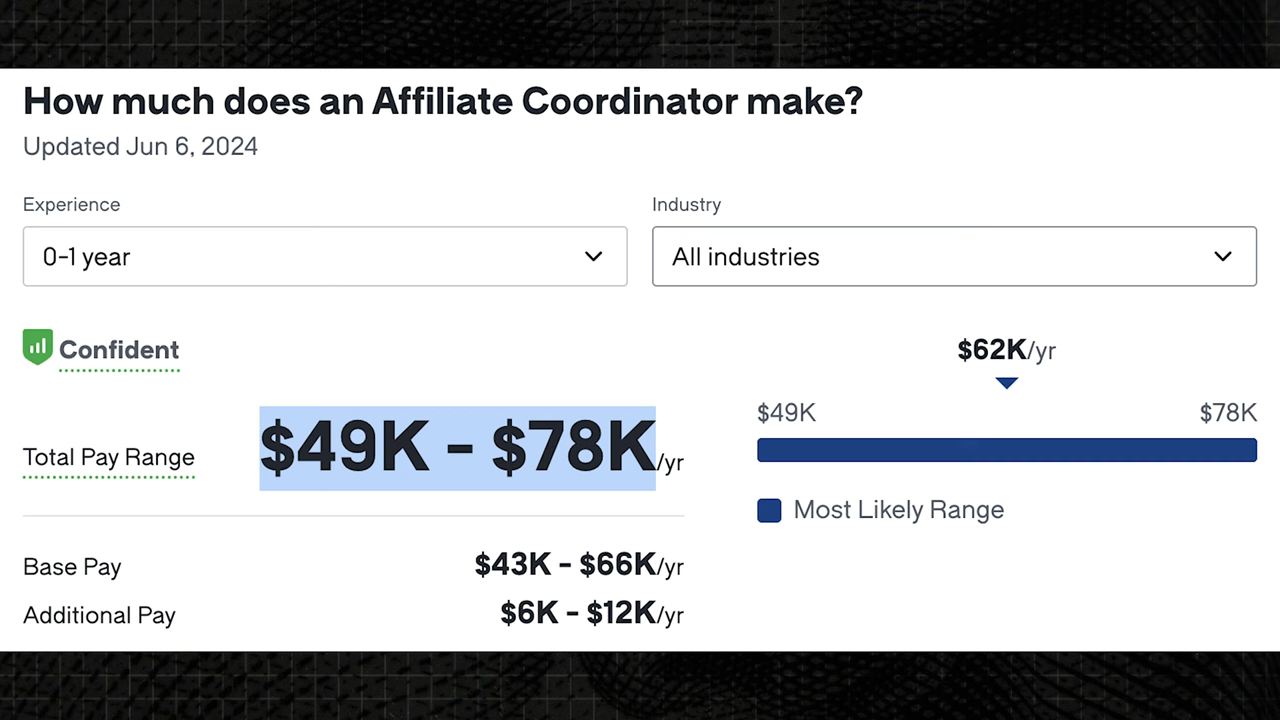 How much does an Affiliate Coordinator make?
Updated Jun 6, 2024
Experience
Industry
0-1 year
All industries
Confident
$62K/yr
$49K
$78K
Total Pay Range
$49K - $78K/yr
Most Likely Range
Base Pay
$43K - $66K/yr
Additional Pay
$6K - $12K/yr